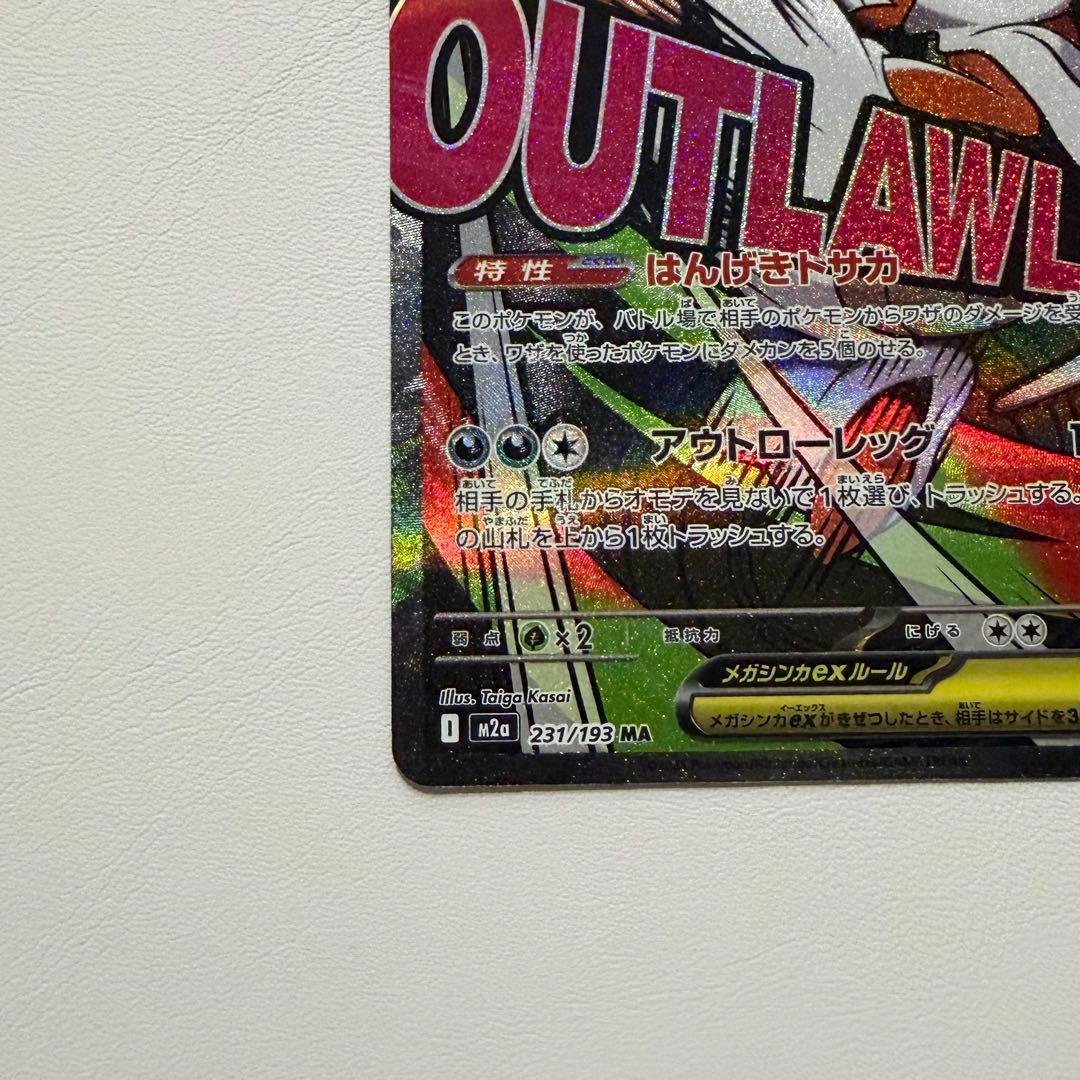 OUTLAWL
特性 はんげきトサカ
このポケモンが、バトル場で相手のポケモンからワザのダメージを受
とき、ワザを使ったポケモンにダメカンを5個のせる。
アウトローレッグ
相手の手札からオモテを見ないで1枚選び、トラッシュする。
の山札を上から1枚トラッシュする。
弱点 ×2 抵抗力 にげる
メガシンカexルール
メガシンカexがきぜつしたとき、相手はサイドを3
Illus. Taiga Kasai
I m2a 231/193 MA